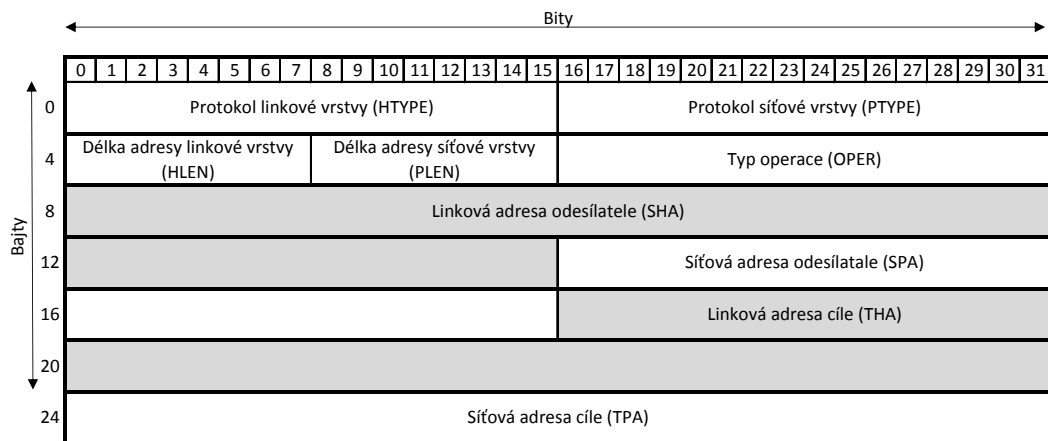 Bity
0 1 2 3 4 5 6 7 8 9 10 11 12 13 14 15 16 17 18 19 20 21 22 23 24 25 26 27 28 29 30 31
Bajty
0 Protokol linkové vrstvy (HTYPE) Protokol síťové vrstvy (PTYPE)
4 Délka adresy linkové vrstvy (HLEN) Délka adresy síťové vrstvy (PLEN) Typ operace (OPER)
8 Linková adresa odesílatele (SHA)
12 Síťová adresa odesílatale (SPA)
16 Linková adresa cíle (THA)
20
24 Síťová adresa cíle (TPA)